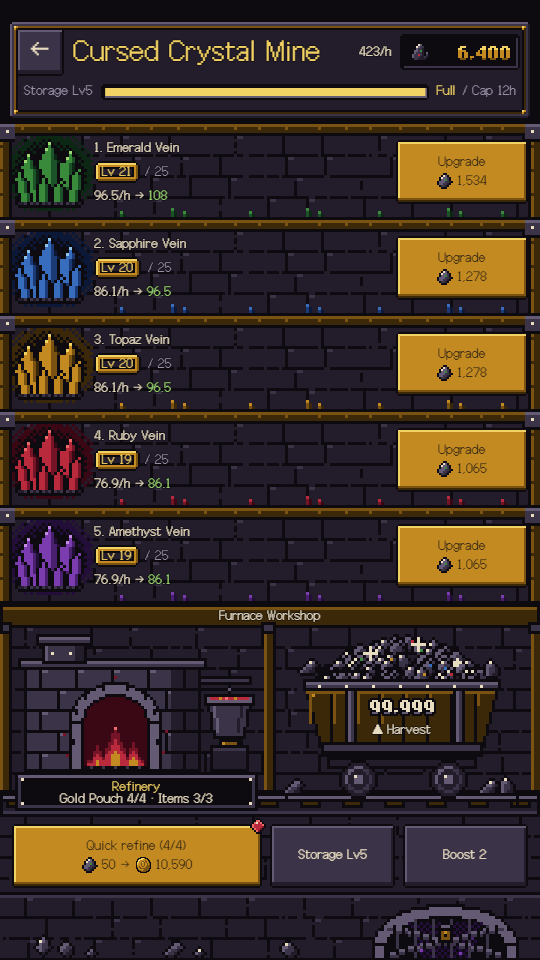 Cursed Crystal Mine
423/h
6.400
Storage Lv5
Full / Cap 12h
1. Emerald Vein
Lv 21 / 25
96.5/h → 108
Upgrade
1,534
2. Sapphire Vein
Lv 20 / 25
86.1/h → 96.5
Upgrade
1,278
3. Topaz Vein
Lv 20 / 25
86.1/h → 96.5
Upgrade
1,278
4. Ruby Vein
Lv 19 / 25
76.9/h → 86.1
Upgrade
1,065
5. Amethyst Vein
Lv 19 / 25
76.9/h → 86.1
Upgrade
1,065
Furnace Workshop
99.999
▲ Harvest
Refinery
Gold Pouch 4/4 · Items 3/3
Quick refine (4/4)
50 → 10,590
Storage Lv5
Boost 2